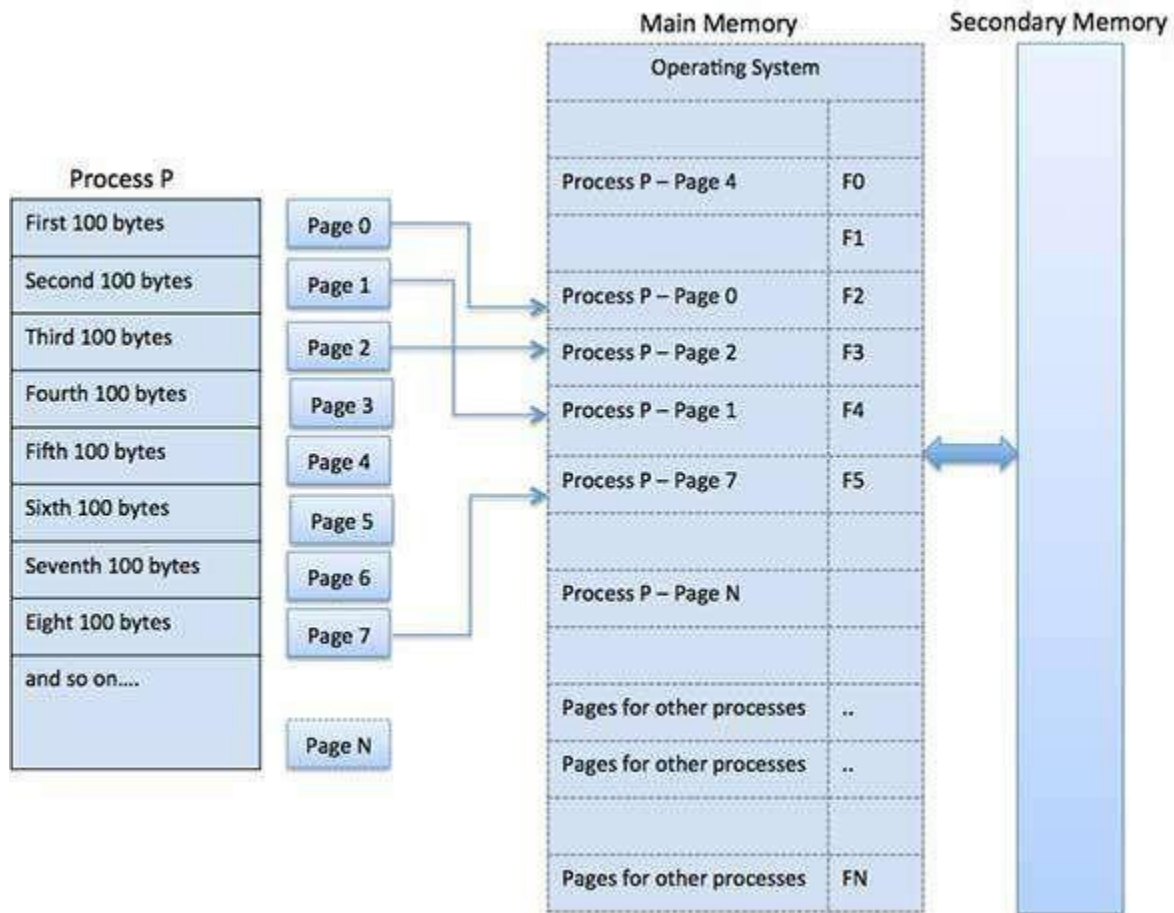 Main Memory
Secondary Memory
Operating System
Process P
First 100 bytes
Second 100 bytes
Third 100 bytes
Fourth 100 bytes
Fifth 100 bytes
Sixth 100 bytes
Seventh 100 bytes
Eight 100 bytes
and so on....
Page 0
Page 1
Page 2
Page 3
Page 4
Page 5
Page 6
Page 7
Page N
Process P – Page 4 F0
F1
Process P – Page 0 F2
Process P – Page 2 F3
Process P – Page 1 F4
Process P – Page 7 F5
Process P – Page N
Pages for other processes ..
Pages for other processes ..
Pages for other processes FN